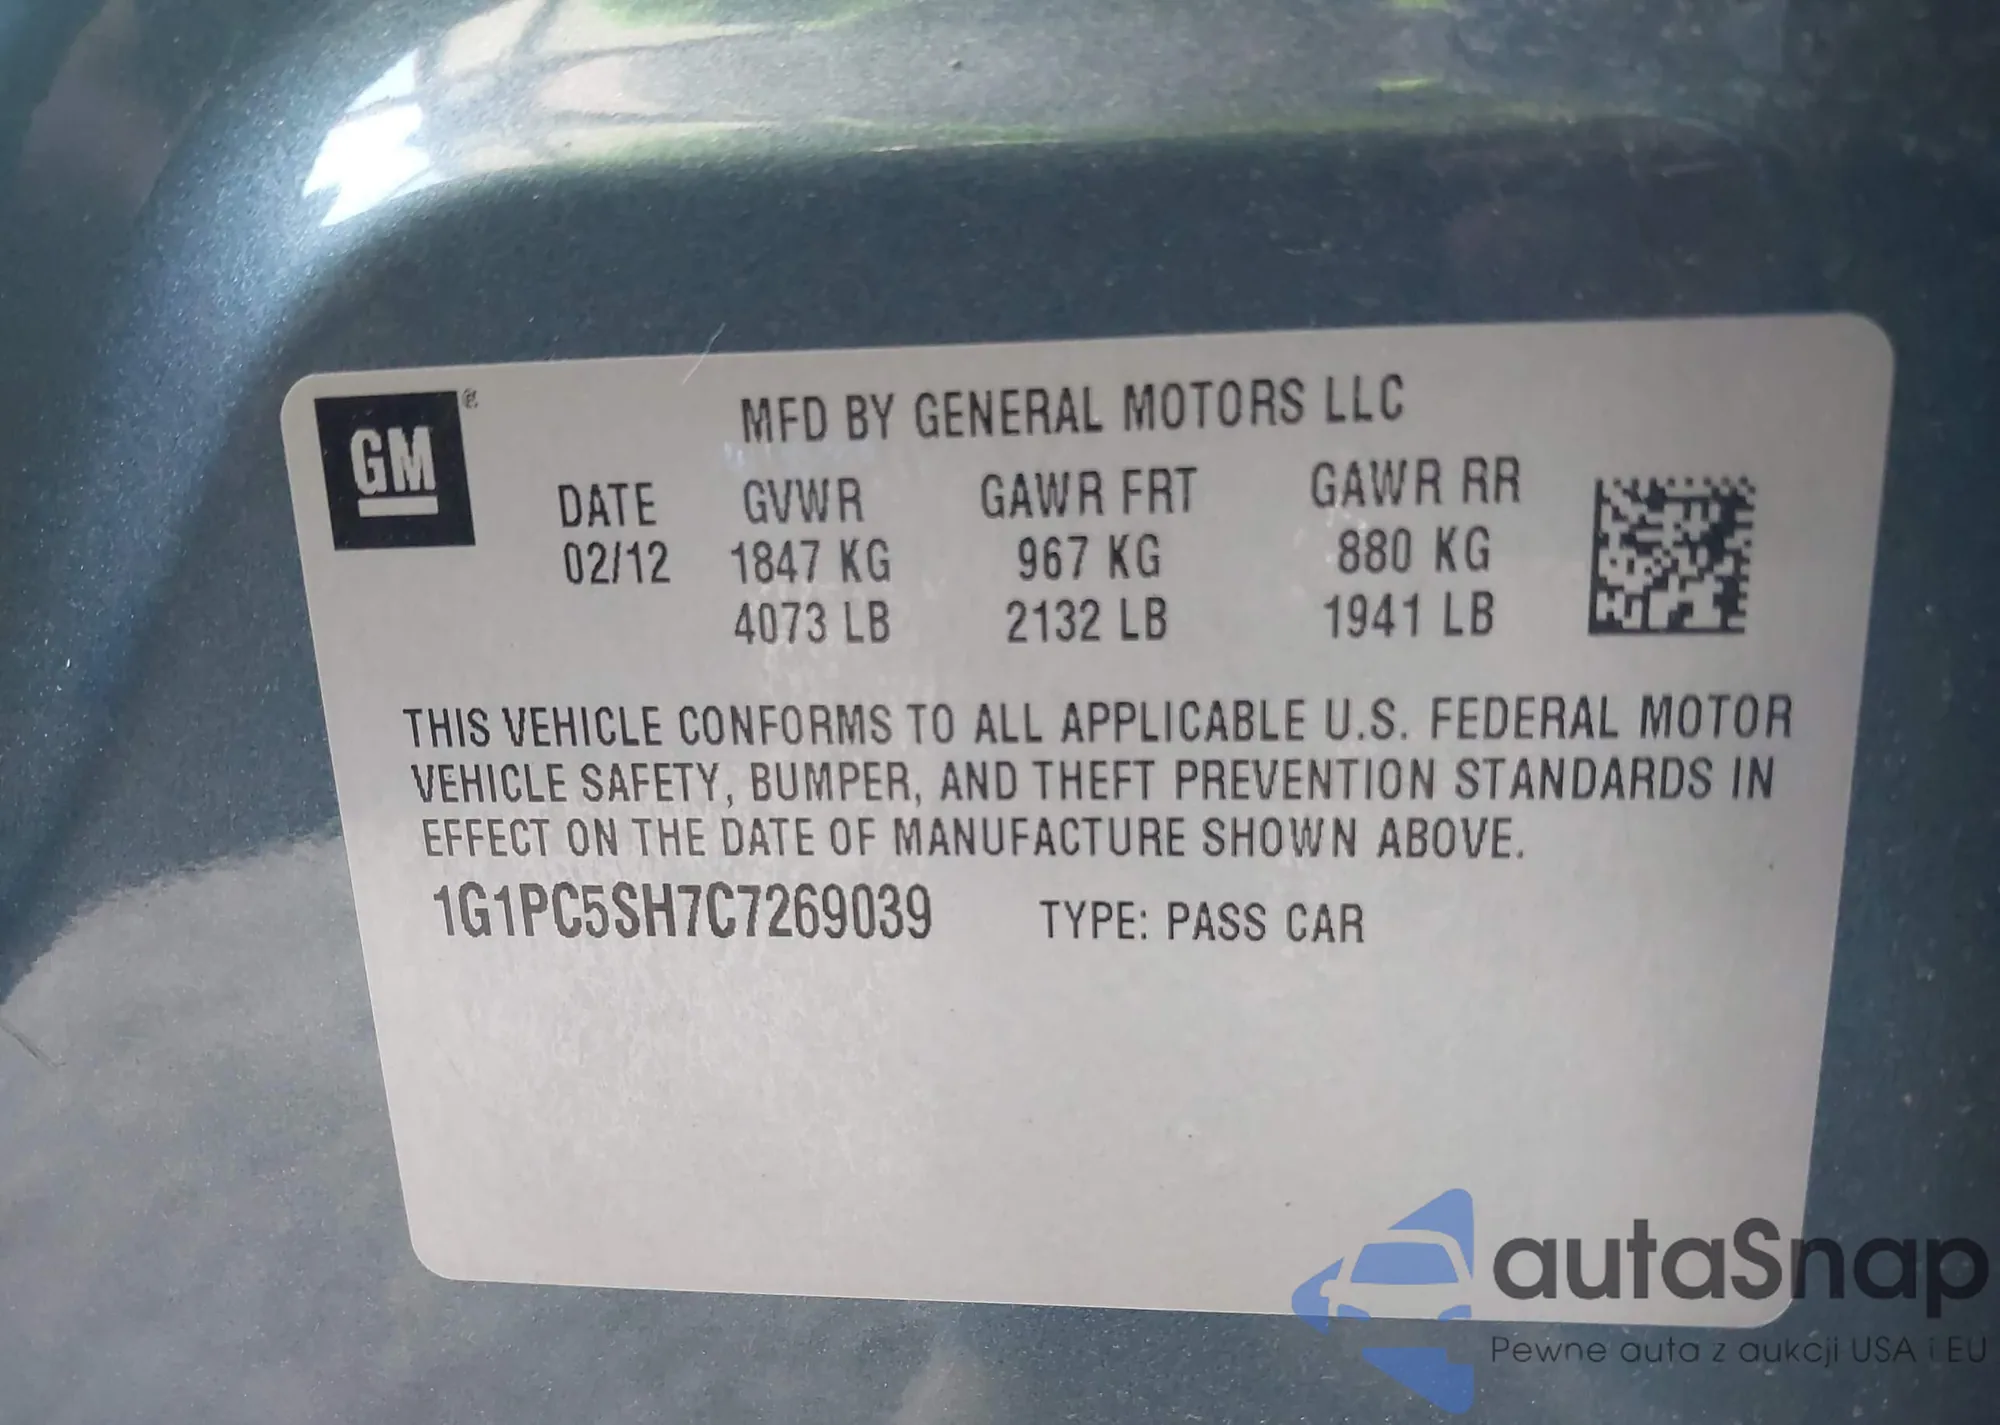 GM ®
MFD BY GENERAL MOTORS LLC
DATE GVWR GAWR FRT GAWR RR
02/12 1847 KG 967 KG 880 KG
4073 LB 2132 LB 1941 LB
THIS VEHICLE CONFORMS TO ALL APPLICABLE U.S. FEDERAL MOTOR
VEHICLE SAFETY, BUMPER, AND THEFT PREVENTION STANDARDS IN
EFFECT ON THE DATE OF MANUFACTURE SHOWN ABOVE.
1G1PC5SH7C7269039 TYPE: PASS CAR
autaSnap
Pewne auta z aukcji USA i EU